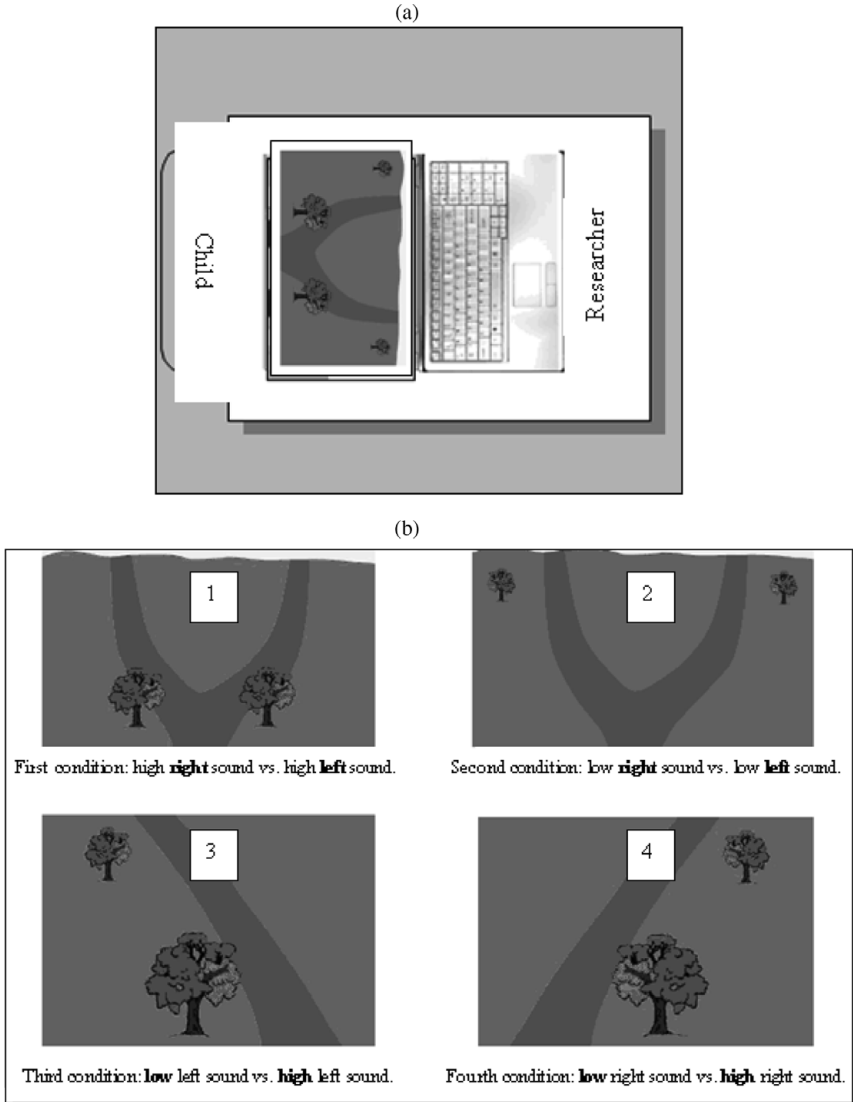 (a)
Child
Researcher
(b)
1
2
First condition: high right sound vs. high left sound.
Second condition: low right sound vs. low left sound.
3
4
Third condition: low left sound vs. high left sound.
Fourth condition: low right sound vs. high right sound.